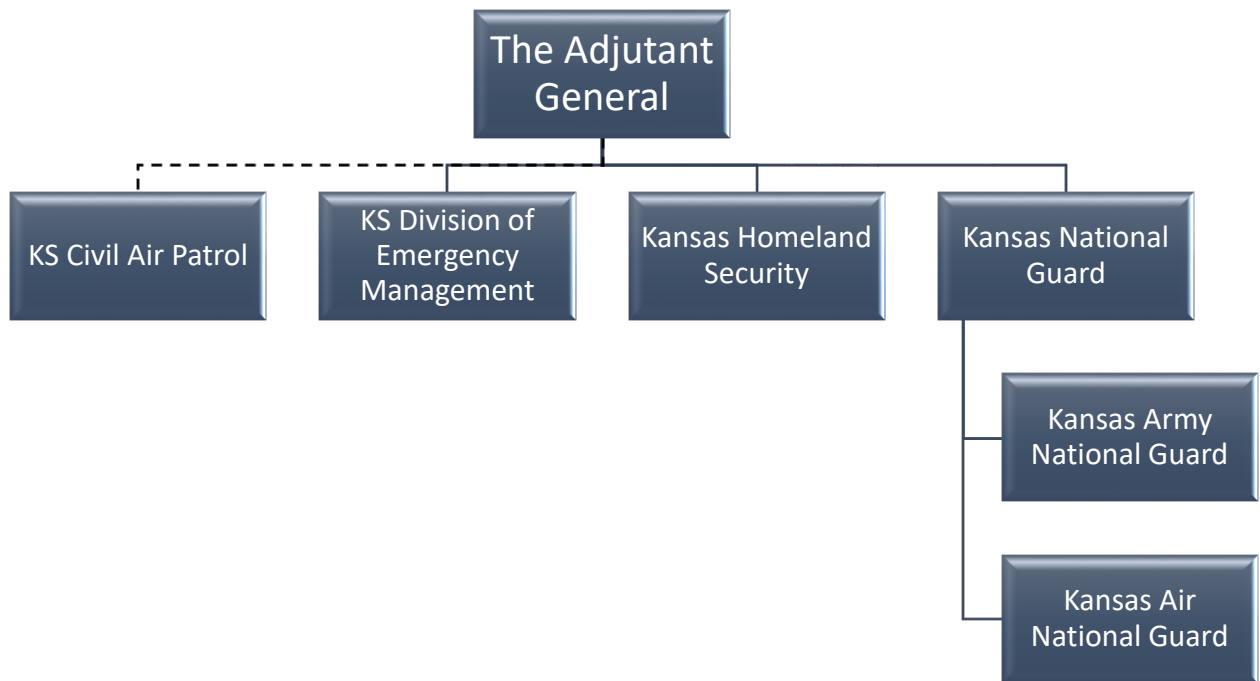 The Adjutant
General
KS Civil Air Patrol
KS Division of
Emergency
Management
Kansas Homeland
Security
Kansas National
Guard
Kansas Army
National Guard
Kansas Air
National Guard